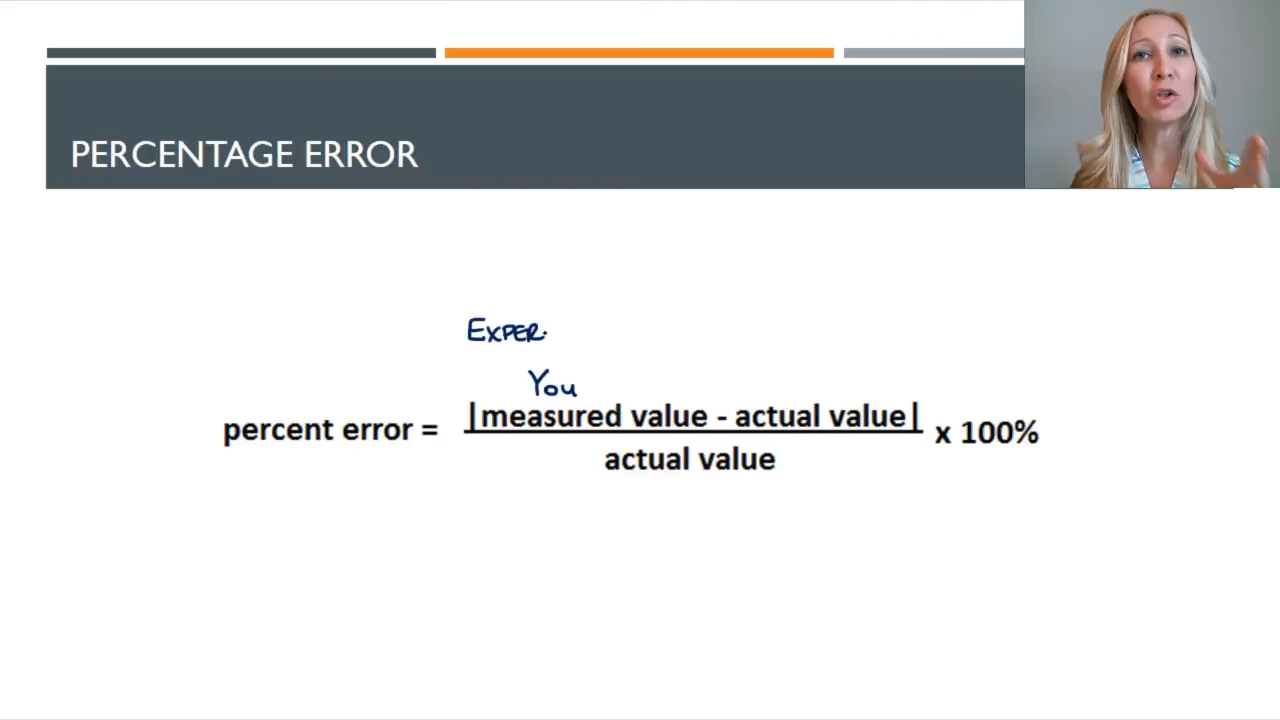 PERCENTAGE ERROR
EXPER.
You
percent error = |measured value - actual value| x 100%
actual value